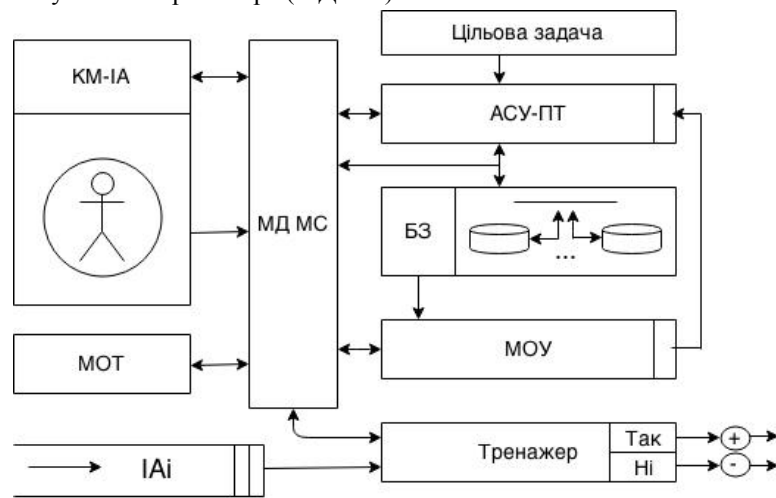 Цільова задача
КМ-ІА
АСУ-ПТ
МД МС
БЗ
...
МОУ
МОТ
ІАі
Тренажер
Так
Ні
+
-